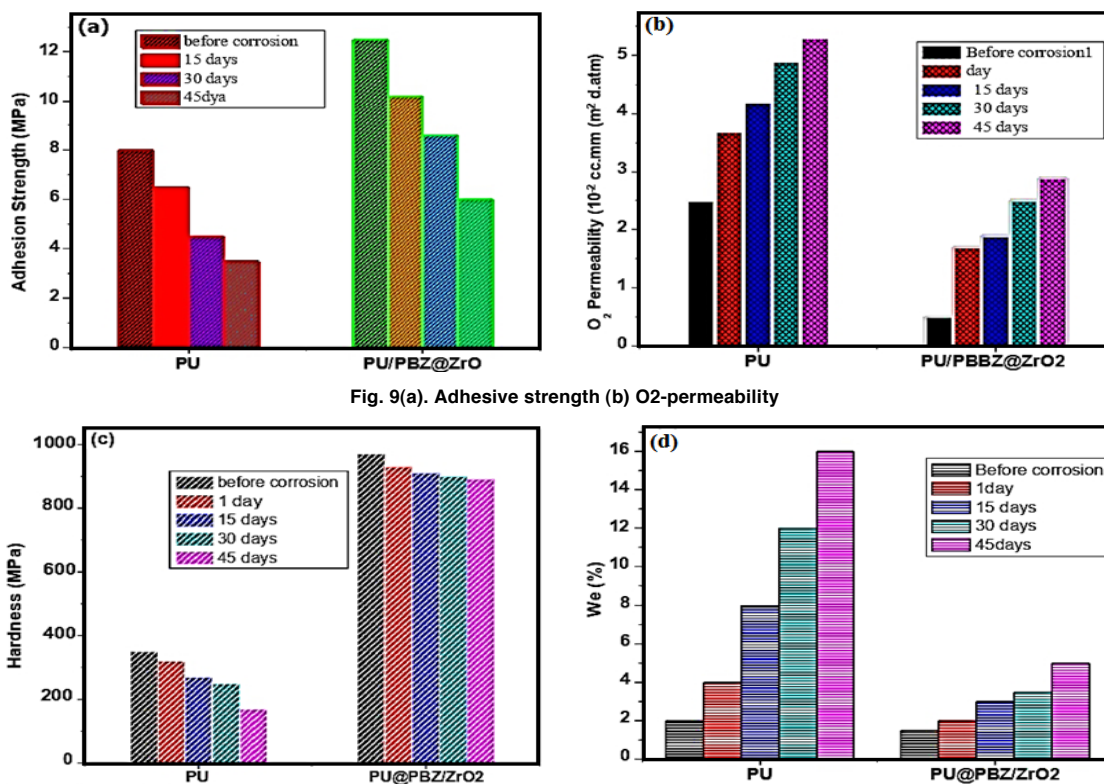 (a)
before corrosion
15 days
30 days
45dya
Adhesion Strength (MPa)
12
10
8
6
4
2
0
PU
PU/PBZ@ZrO
(b)
Before corrosion1
day
15 days
30 days
45 days
O2 Permeability (10-2 cc.mm (m2 d.atm)
5
4
3
2
1
0
PU
PU/PBBZ@ZrO2
Fig. 9(a). Adhesive strength (b) O2-permeability
(c)
before corrosion
1 day
15 days
30 days
45 days
Hardness (MPa)
1000
800
600
400
200
0
PU
PU@PBZ/ZrO2
(d)
Before corrosion
1day
15 days
30 days
45days
We (%)
16
14
12
10
8
6
4
2
0
PU
PU@PBZ/ZrO2